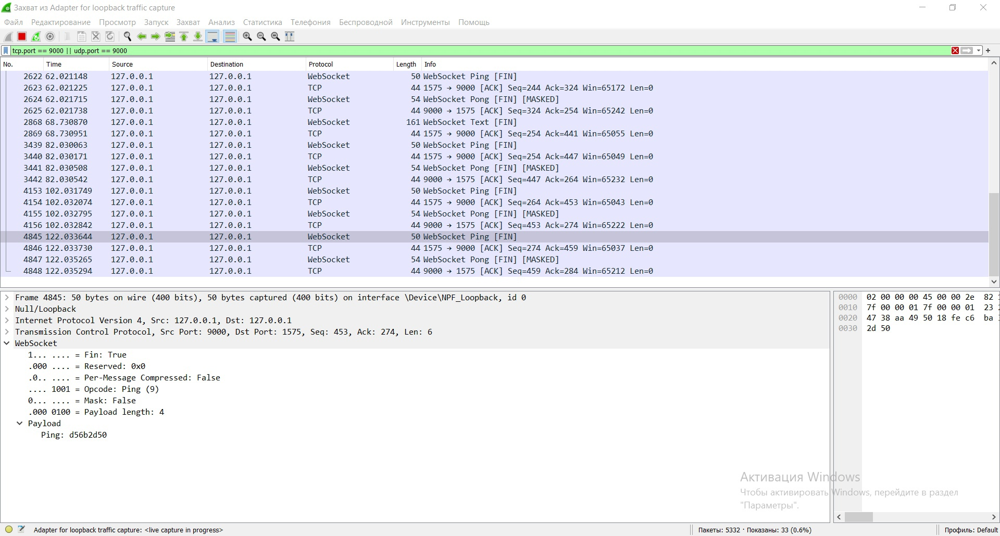 Захват из Adapter for loopback traffic capture
Файл Редактирование Просмотр Запуск Захват Анализ Статистика Телефония Беспроводной Инструменты Помощь
tcp.port == 9000 || udp.port == 9000
No. Time Source Destination Protocol Length Info
2622 62.021148 127.0.0.1 127.0.0.1 WebSocket 50 WebSocket Ping [FIN]
2623 62.021225 127.0.0.1 127.0.0.1 TCP 44 1575 → 9000 [ACK] Seq=244 Ack=324 Win=65172 Len=0
2624 62.021715 127.0.0.1 127.0.0.1 WebSocket 54 WebSocket Pong [FIN] [MASKED]
2625 62.021738 127.0.0.1 127.0.0.1 TCP 44 9000 → 1575 [ACK] Seq=324 Ack=254 Win=65242 Len=0
2868 68.730870 127.0.0.1 127.0.0.1 WebSocket 161 WebSocket Text [FIN]
2869 68.730951 127.0.0.1 127.0.0.1 TCP 44 1575 → 9000 [ACK] Seq=254 Ack=441 Win=65055 Len=0
3439 82.030063 127.0.0.1 127.0.0.1 WebSocket 50 WebSocket Ping [FIN]
3440 82.030171 127.0.0.1 127.0.0.1 TCP 44 1575 → 9000 [ACK] Seq=254 Ack=447 Win=65049 Len=0
3441 82.030508 127.0.0.1 127.0.0.1 WebSocket 54 WebSocket Pong [FIN] [MASKED]
3442 82.030542 127.0.0.1 127.0.0.1 TCP 44 9000 → 1575 [ACK] Seq=447 Ack=264 Win=65232 Len=0
4153 102.031749 127.0.0.1 127.0.0.1 WebSocket 50 WebSocket Ping [FIN]
4154 102.032074 127.0.0.1 127.0.0.1 TCP 44 1575 → 9000 [ACK] Seq=264 Ack=453 Win=65043 Len=0
4155 102.032795 127.0.0.1 127.0.0.1 WebSocket 54 WebSocket Pong [FIN] [MASKED]
4156 102.032842 127.0.0.1 127.0.0.1 TCP 44 9000 → 1575 [ACK] Seq=453 Ack=274 Win=65222 Len=0
4845 122.033644 127.0.0.1 127.0.0.1 WebSocket 50 WebSocket Ping [FIN]
4846 122.033730 127.0.0.1 127.0.0.1 TCP 44 1575 → 9000 [ACK] Seq=274 Ack=459 Win=65037 Len=0
4847 122.035265 127.0.0.1 127.0.0.1 WebSocket 54 WebSocket Pong [FIN] [MASKED]
4848 122.035294 127.0.0.1 127.0.0.1 TCP 44 9000 → 1575 [ACK] Seq=459 Ack=284 Win=65212 Len=0
Frame 4845: 50 bytes on wire (400 bits), 50 bytes captured (400 bits) on interface \Device\NPF_Loopback, id 0
Null/Loopback
Internet Protocol Version 4, Src: 127.0.0.1, Dst: 127.0.0.1
Transmission Control Protocol, Src Port: 9000, Dst Port: 1575, Seq: 453, Ack: 274, Len: 6
WebSocket
1... .... = Fin: True
.000 .... = Reserved: 0x0
.0.. .... = Per-Message Compressed: False
.... 1001 = Opcode: Ping (9)
0... .... = Mask: False
.000 0100 = Payload length: 4
Payload
Ping: d56b2d50
0000 02 00 00 00 45 00 00 2e 82
0010 7f 00 00 01 7f 00 00 01 23
0020 47 38 aa 49 50 18 fe c6 ba
0030 2d 50
Активация Windows
Чтобы активировать Windows, перейдите в раздел
"Параметры".
Adapter for loopback traffic capture: <live capture in progress>
Пакеты: 5332 · Показаны: 33 (0.6%)
Профиль: Default